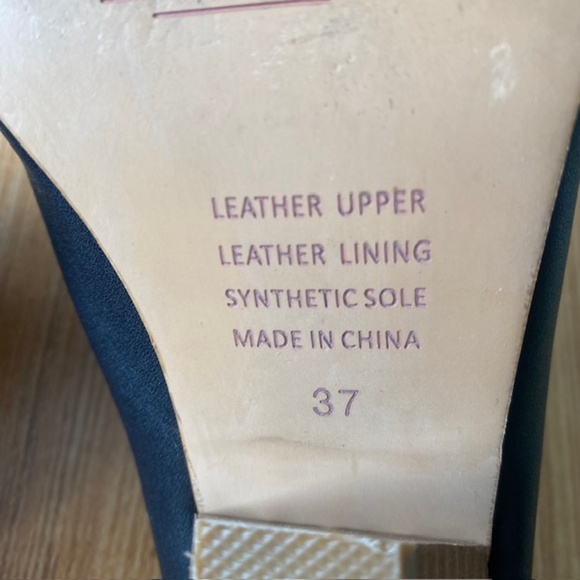 LEATHER UPPER
LEATHER LINING
SYNTHETIC SOLE
MADE IN CHINA
37